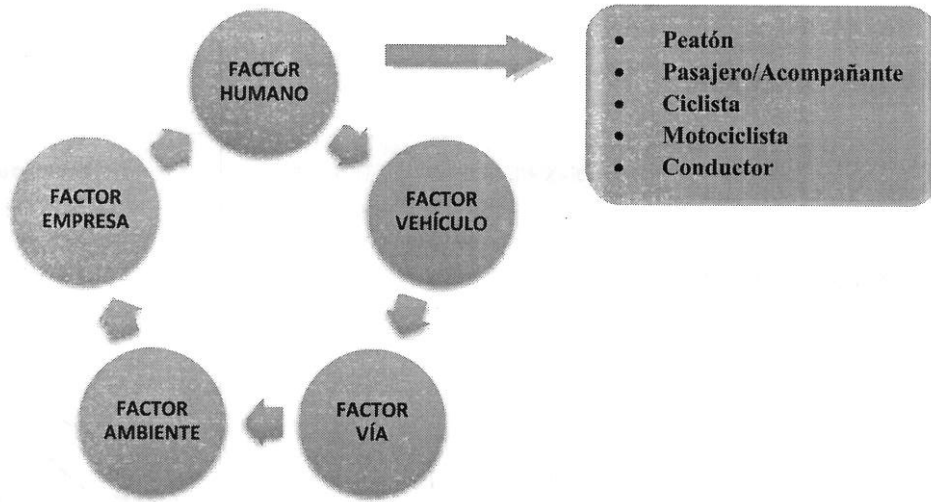 FACTOR
HUMANO
• Peatón
• Pasajero/Acompañante
• Ciclista
• Motociclista
• Conductor
FACTOR
EMPRESA
FACTOR
VEHÍCULO
FACTOR
AMBIENTE
FACTOR
VÍA